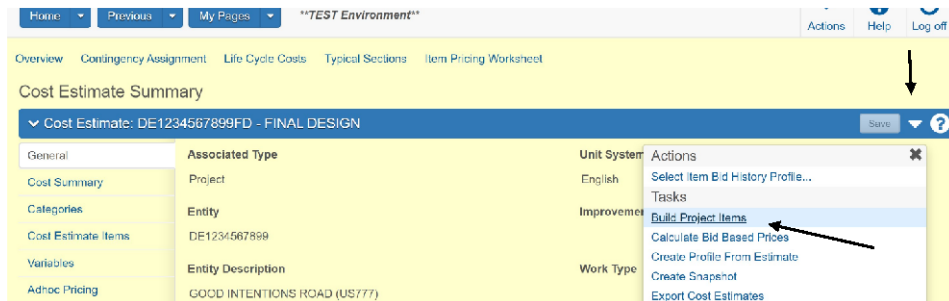 Home Previous My Pages **TEST Environment**
Actions Help Log off
Overview Contingency Assignment Life Cycle Costs Typical Sections Item Pricing Worksheet
Cost Estimate Summary
Cost Estimate: DE1234567899FD - FINAL DESIGN Save ?
General
Cost Summary
Categories
Cost Estimate Items
Variables
Adhoc Pricing
Associated Type
Project
Entity
DE1234567899
Entity Description
GOOD INTENTIONS ROAD (US777)
Unit System
English
Improvemen
Work Type
Actions
Select Item Bid History Profile...
Tasks
Build Project Items
Calculate Bid Based Prices
Create Profile From Estimate
Create Snapshot
Export Cost Estimates